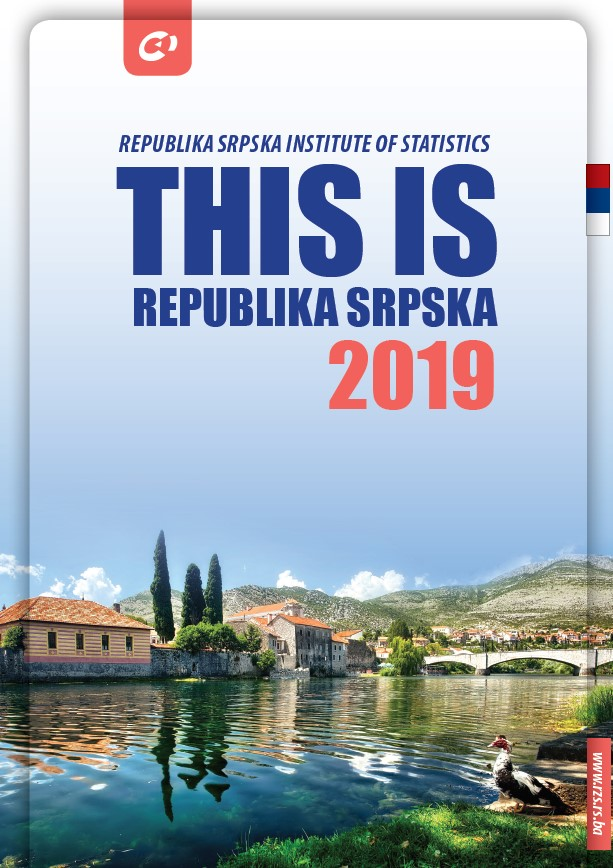 REPUBLIKA SRPSKA INSTITUTE OF STATISTICS
THIS IS
REPUBLIKA SRPSKA
2019
www.rzs.rs.ba